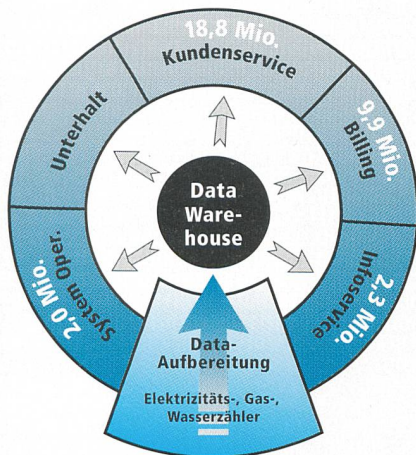 18,8 Mio.
Kundenservice
Unterhalt
9,9 Mio.
Billing
Data
Ware-
house
2,0 Mio.
System Oper.
2,3 Mio.
Infoservice
Data-
Aufbereitung
Elektrizitäts-, Gas-,
Wasserzähler